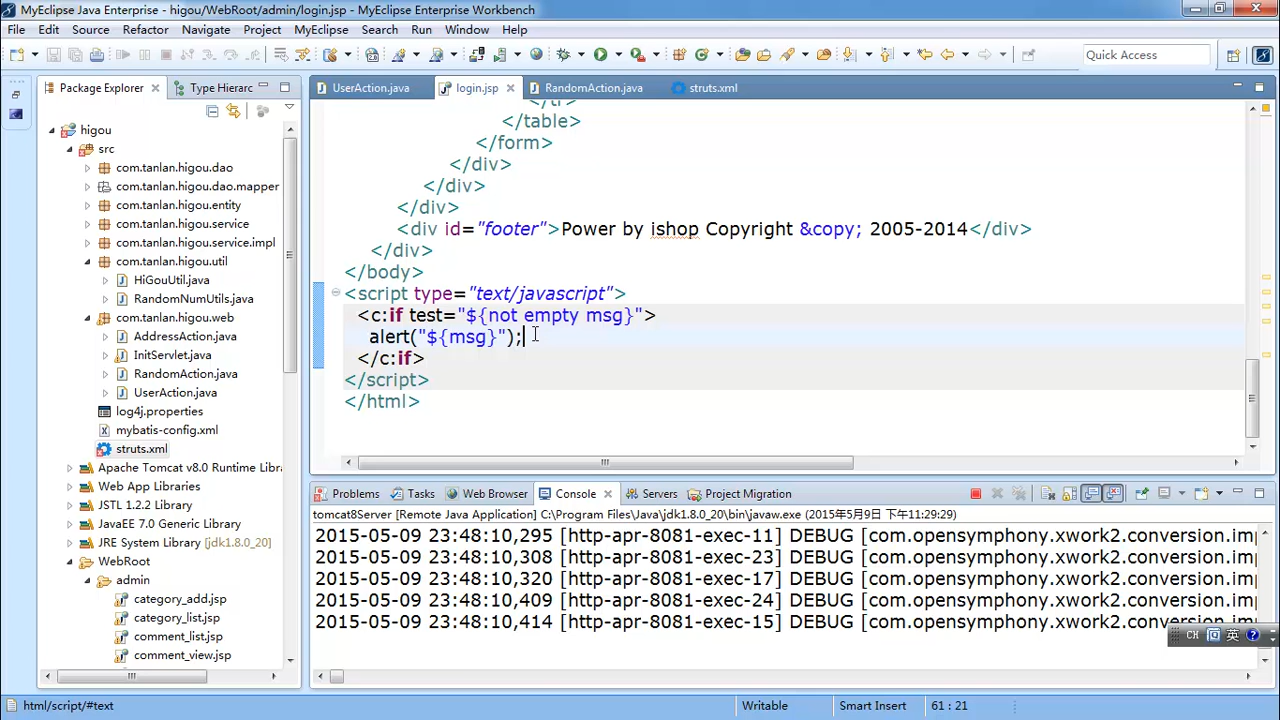 MyEclipse Java Enterprise - higou/WebRoot/admin/login.jsp - MyEclipse Enterprise Workbench
File Edit Source Refactor Navigate Project MyEclipse Search Run Window Help
Quick Access
Package Explorer
Type Hierarc
UserAction.java
login.jsp
RandomAction.java
struts.xml
higou
src
com.tanlan.higou.dao
com.tanlan.higou.dao.mapper
com.tanlan.higou.entity
com.tanlan.higou.service
com.tanlan.higou.service.impl
com.tanlan.higou.util
HiGouUtil.java
RandomNumUtils.java
com.tanlan.higou.web
AddressAction.java
InitServlet.java
RandomAction.java
UserAction.java
log4j.properties
mybatis-config.xml
struts.xml
Apache Tomcat v8.0 Runtime Libra
Web App Libraries
JSTL 1.2.2 Library
JavaEE 7.0 Generic Library
JRE System Library [jdk1.8.0_20]
WebRoot
admin
category_add.jsp
category_list.jsp
comment_list.jsp
comment_view.jsp
</tr>
</table>
</form>
</div>
</div>
</div>
<div id="footer">Power by ishop Copyright &copy; 2005-2014</div>
</div>
</body>
<script type="text/javascript">
<c:if test="${not empty msg}">
alert("${msg}");
</c:if>
</script>
</html>
Problems Tasks Web Browser Console Servers Project Migration
tomcat8Server [Remote Java Application] C:\Program Files\Java\jdk1.8.0_20\bin\javaw.exe (2015年5月9日 下午11:29:29)
2015-05-09 23:48:10,295 [http-apr-8081-exec-11] DEBUG [com.opensymphony.xwork2.conversion.imp
2015-05-09 23:48:10,308 [http-apr-8081-exec-23] DEBUG [com.opensymphony.xwork2.conversion.imp
2015-05-09 23:48:10,320 [http-apr-8081-exec-17] DEBUG [com.opensymphony.xwork2.conversion.imp
2015-05-09 23:48:10,409 [http-apr-8081-exec-24] DEBUG [com.opensymphony.xwork2.conversion.imp
2015-05-09 23:48:10,414 [http-apr-8081-exec-15] DEBUG [com.opensymphony.xwork2.conversion.imp
CH 英
html/script/#text
Writable
Smart Insert
61 : 21